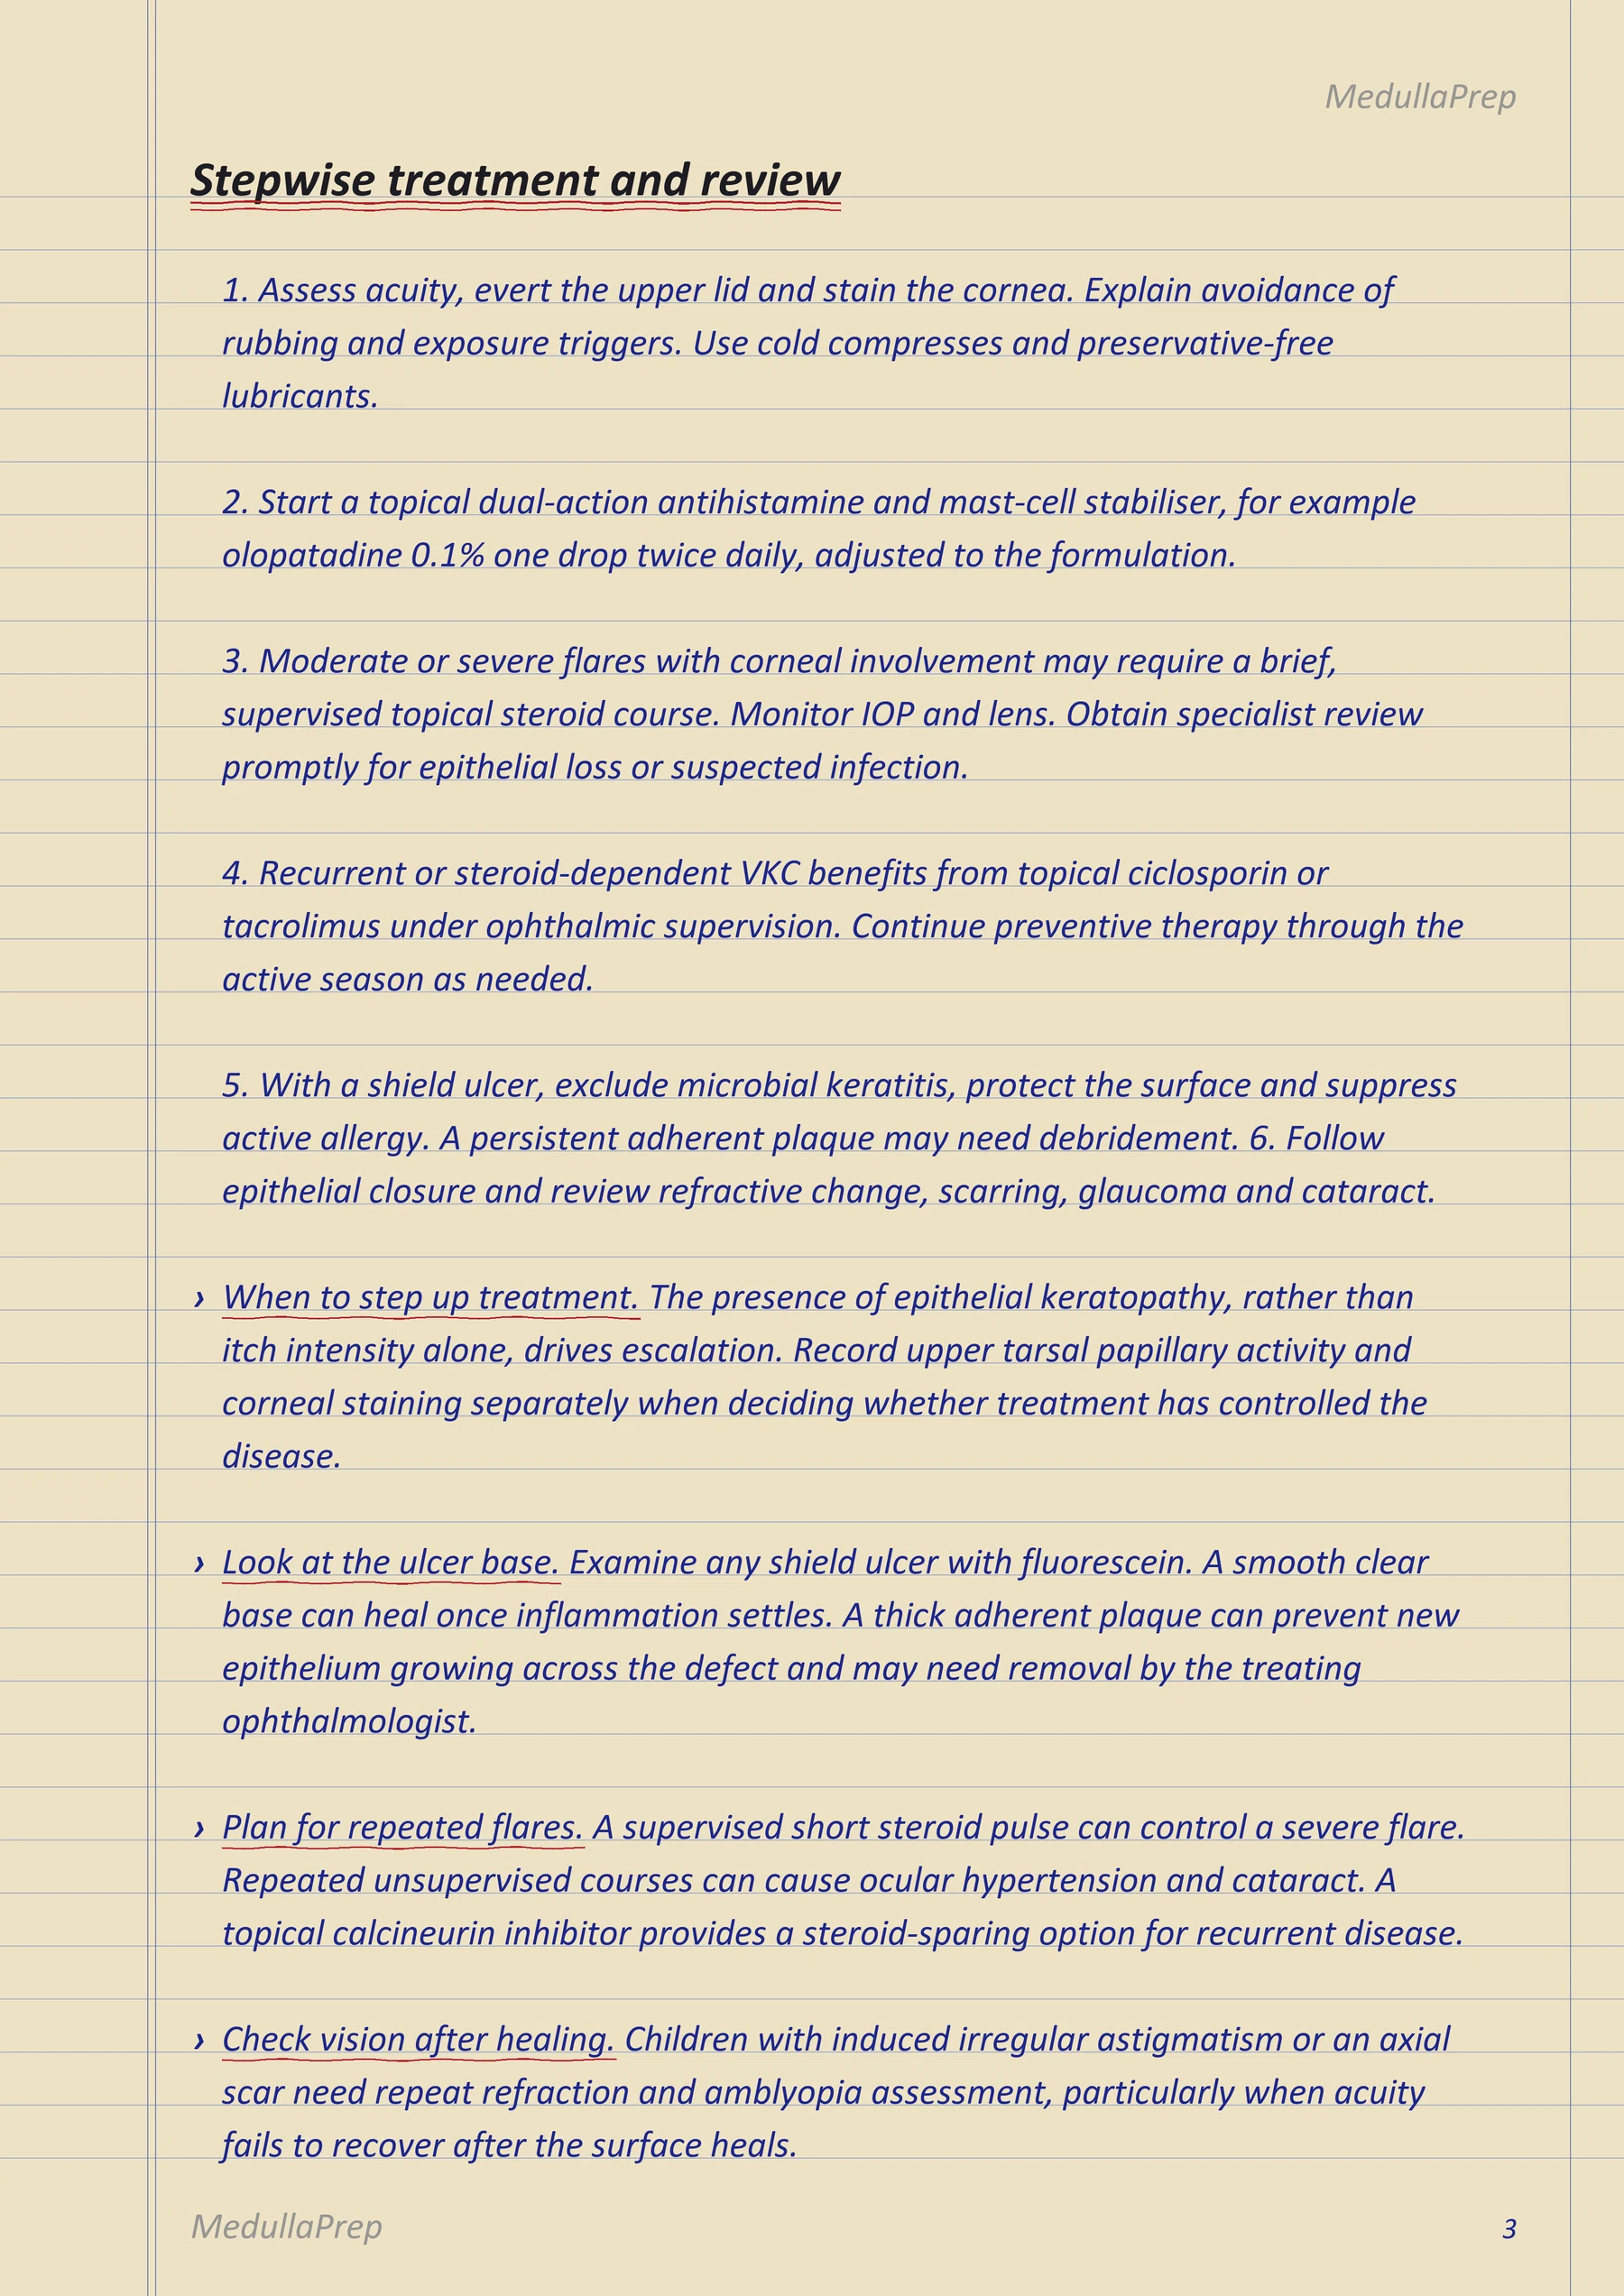 MedullaPrep
Stepwise treatment and review
1. Assess acuity, evert the upper lid and stain the cornea. Explain avoidance of
rubbing and exposure triggers. Use cold compresses and preservative-free
lubricants.
2. Start a topical dual-action antihistamine and mast-cell stabiliser, for example
olopatadine 0.1% one drop twice daily, adjusted to the formulation.
3. Moderate or severe flares with corneal involvement may require a brief,
supervised topical steroid course. Monitor IOP and lens. Obtain specialist review
promptly for epithelial loss or suspected infection.
4. Recurrent or steroid-dependent VKC benefits from topical ciclosporin or
tacrolimus under ophthalmic supervision. Continue preventive therapy through the
active season as needed.
5. With a shield ulcer, exclude microbial keratitis, protect the surface and suppress
active allergy. A persistent adherent plaque may need debridement. 6. Follow
epithelial closure and review refractive change, scarring, glaucoma and cataract.
› When to step up treatment. The presence of epithelial keratopathy, rather than
itch intensity alone, drives escalation. Record upper tarsal papillary activity and
corneal staining separately when deciding whether treatment has controlled the
disease.
› Look at the ulcer base. Examine any shield ulcer with fluorescein. A smooth clear
base can heal once inflammation settles. A thick adherent plaque can prevent new
epithelium growing across the defect and may need removal by the treating
ophthalmologist.
› Plan for repeated flares. A supervised short steroid pulse can control a severe flare.
Repeated unsupervised courses can cause ocular hypertension and cataract. A
topical calcineurin inhibitor provides a steroid-sparing option for recurrent disease.
› Check vision after healing. Children with induced irregular astigmatism or an axial
scar need repeat refraction and amblyopia assessment, particularly when acuity
fails to recover after the surface heals.
MedullaPrep
3